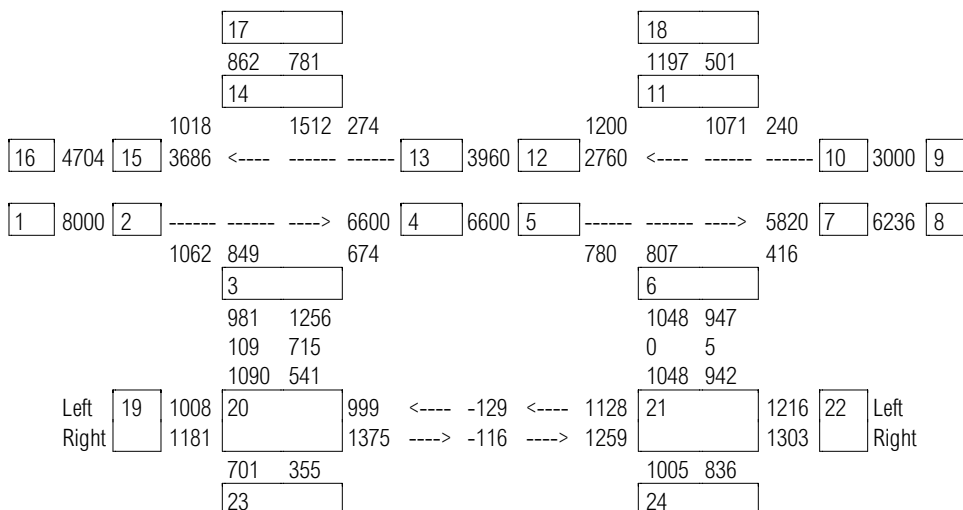 17 18
862 781 1197 501
14 11
1018 1512 274 1200 1071 240
16 4704 15 3686 <---- ------ ------ 13 3960 12 2760 <---- ------ ------ 10 3000 9
1 8000 2 ------ ------ ----> 6600 4 6600 5 ------ ------ ----> 5820 7 6236 8
1062 849 674 780 807 416
3 6
981 1256 1048 947
109 715 0 5
1090 541 1048 942
Left 19 1008 20 999 <---- -129 <---- 1128 21 1216 22 Left
Right 1181 1375 ----> -116 ----> 1259 1303 Right
701 355 1005 836
23 24